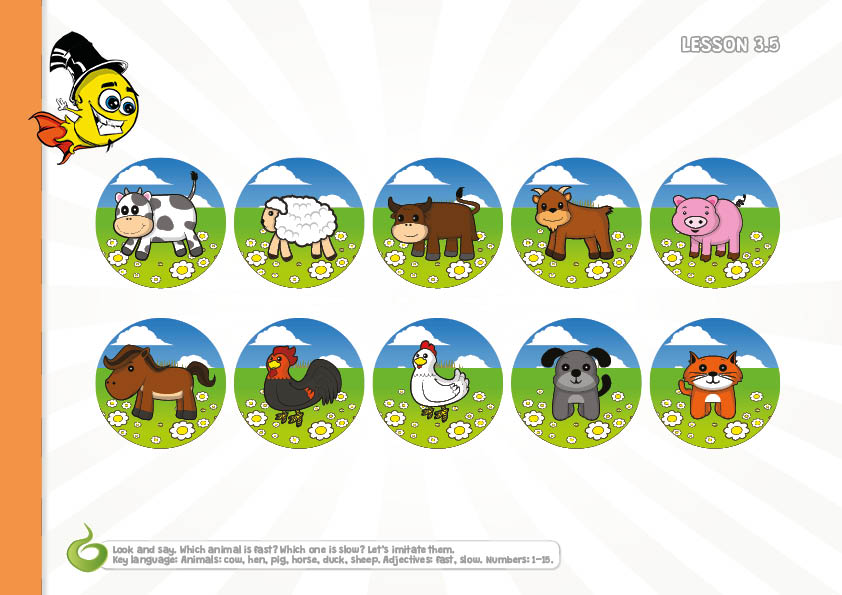 LESSON 3.5
Look and say. Which animal is fast? Which one is slow? Let's imitate them.
Key language: Animals: cow, hen, pig, horse, duck, sheep. Adjectives: fast, slow. Numbers: 1-15.